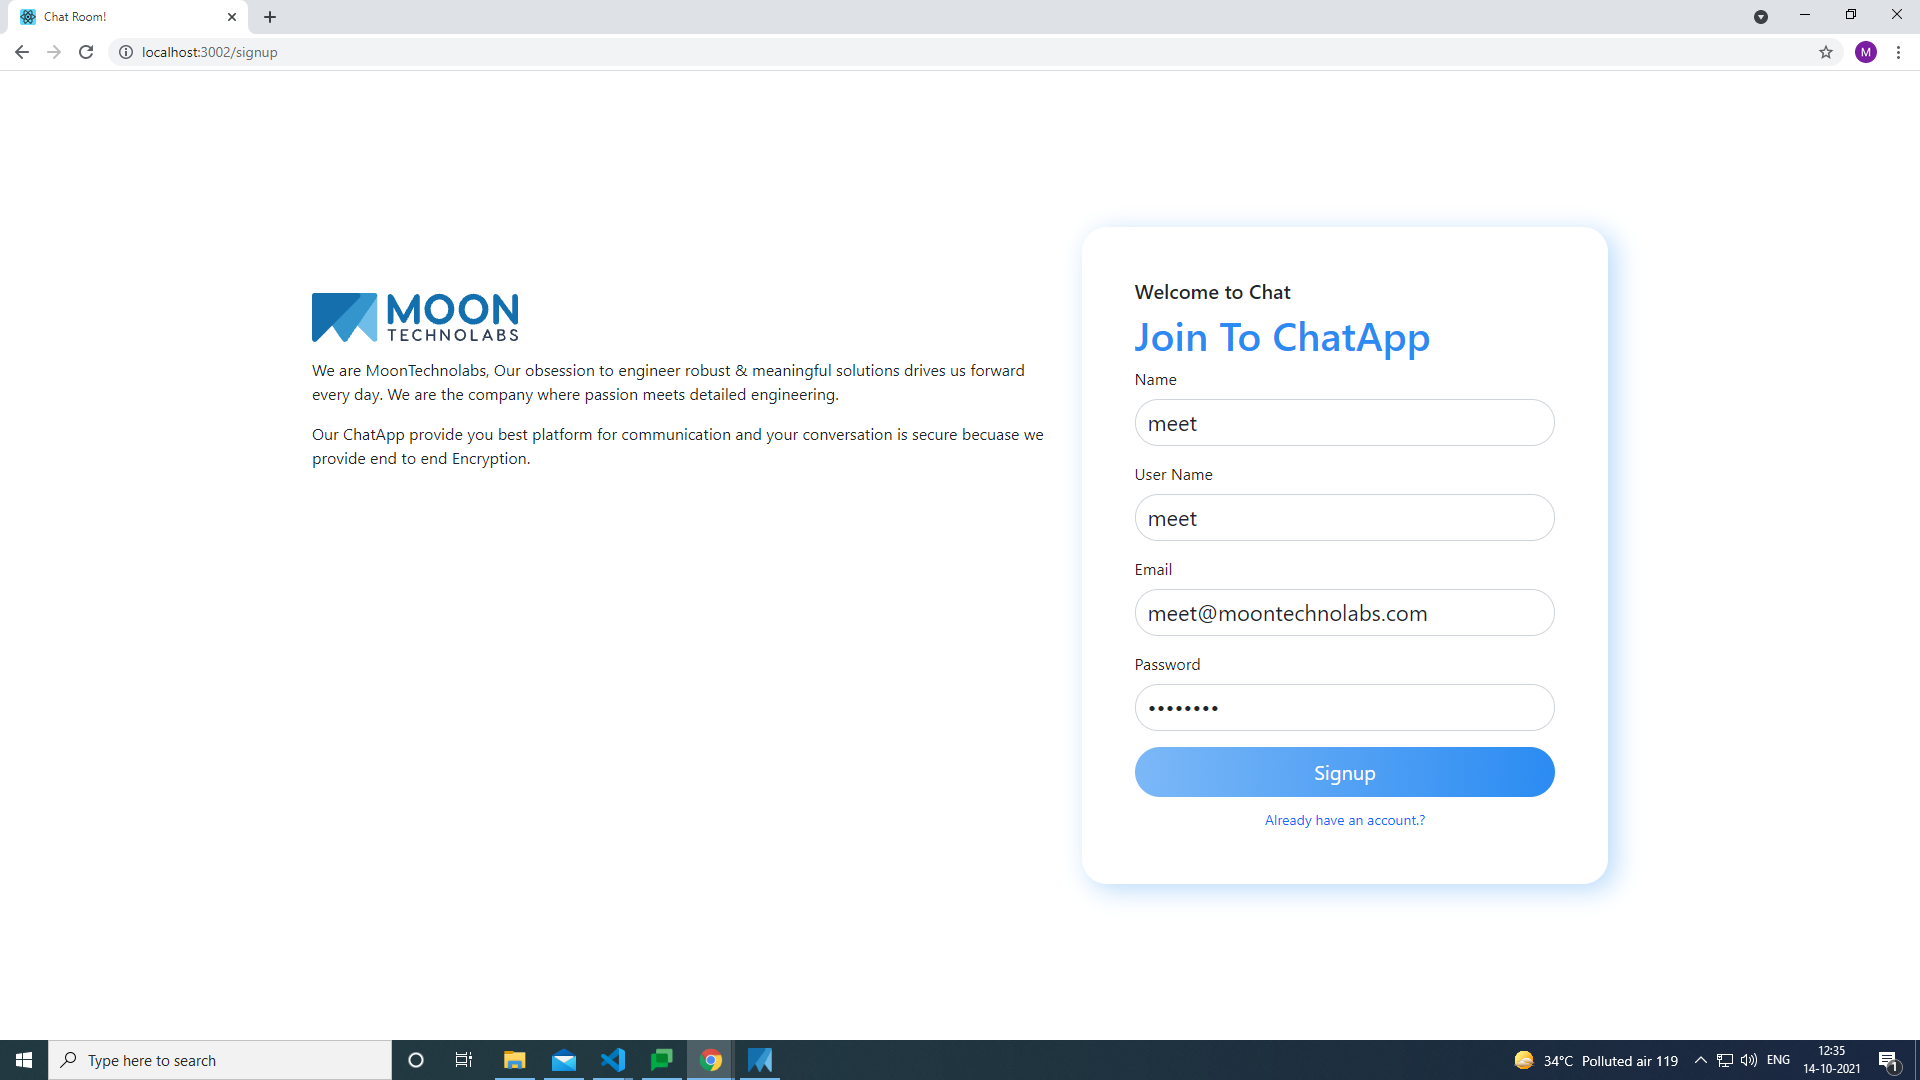 Chat Room!
localhost:3002/signup
M
MOON
TECHNOLABS
We are MoonTechnolabs, Our obsession to engineer robust & meaningful solutions drives us forward
every day. We are the company where passion meets detailed engineering.
Our ChatApp provide you best platform for communication and your conversation is secure becuase we
provide end to end Encryption.
Welcome to Chat
Join To ChatApp
Name
meet
User Name
meet
Email
meet@moontechnolabs.com
Password
••••••••
Signup
Already have an account.?
Type here to search
34°C Polluted air 119
ENG
12:35
14-10-2021
1